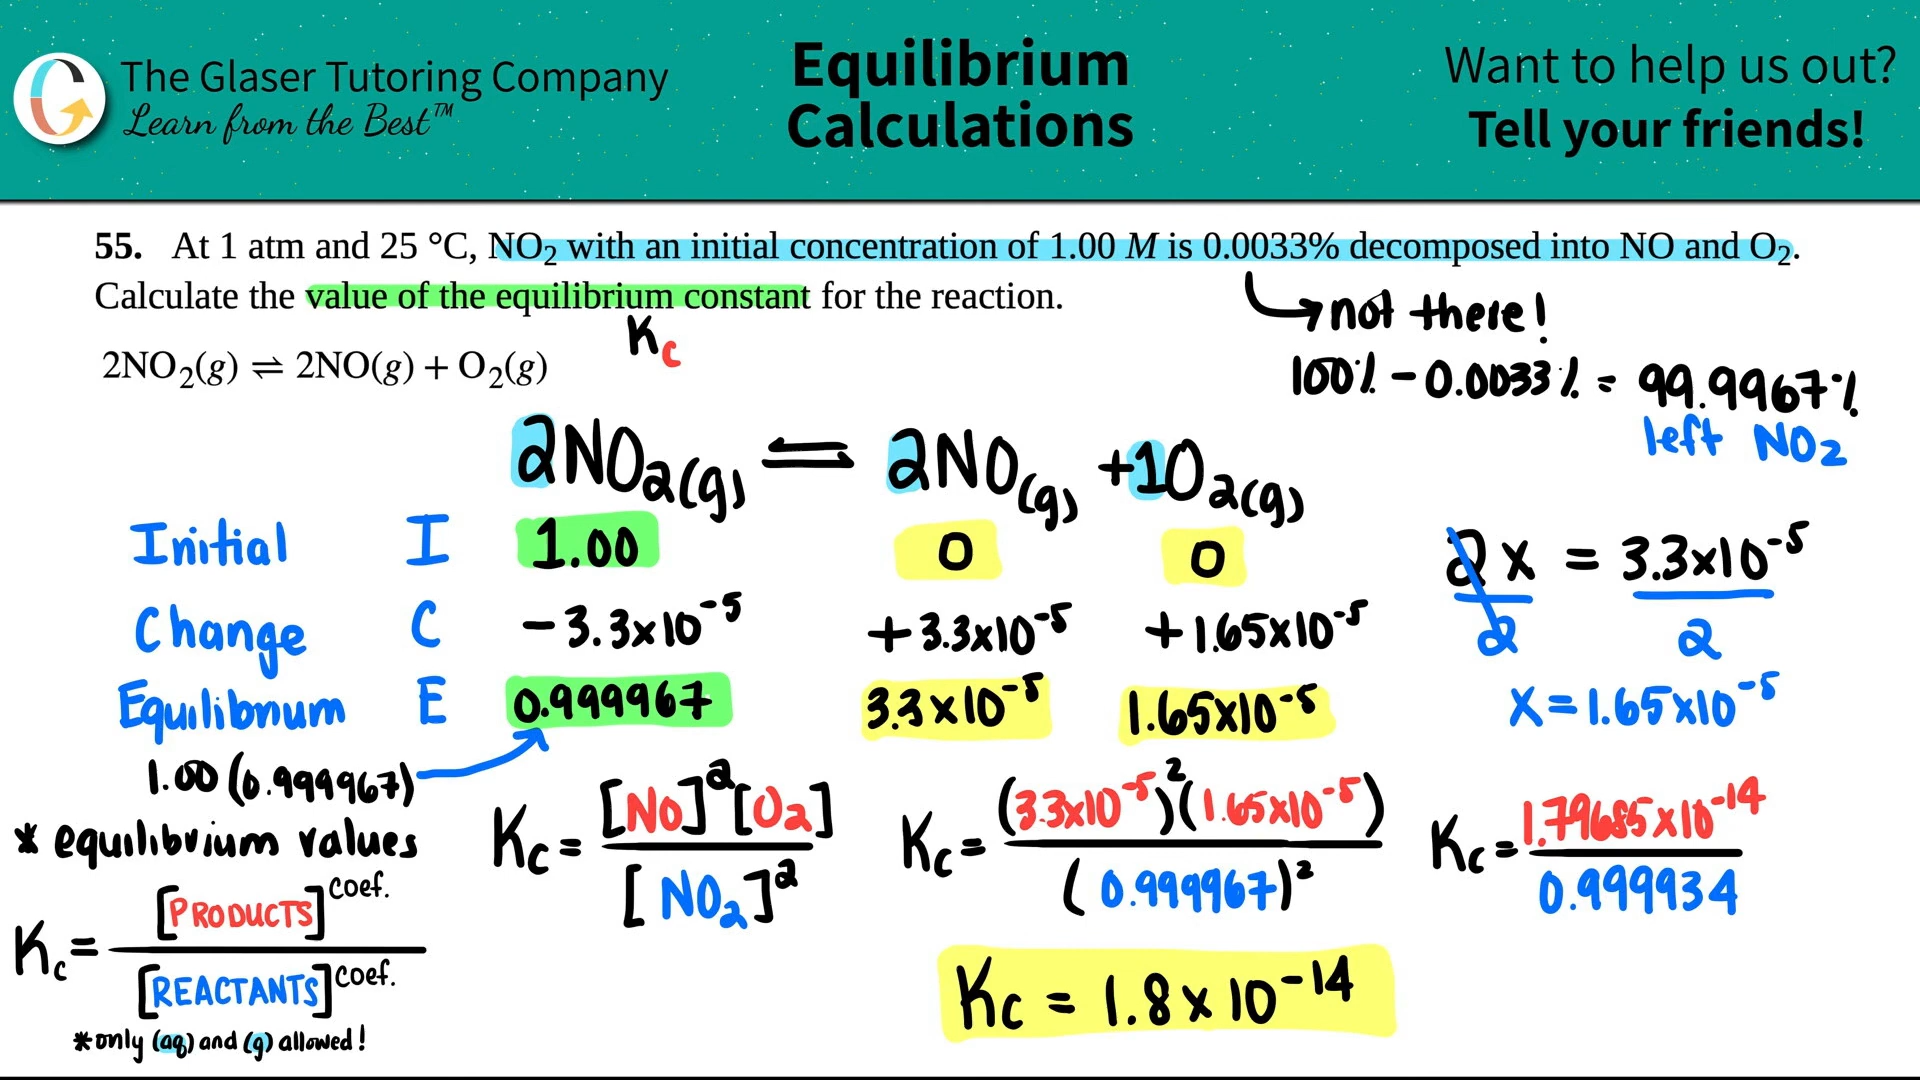 The Glaser Tutoring Company
Learn from the Best™
Equilibrium
Calculations
Want to help us out?
Tell your friends!
55. At 1 atm and 25 °C, NO₂ with an initial concentration of 1.00 M is 0.0033% decomposed into NO and O₂.
Calculate the value of the equilibrium constant for the reaction.
Kc
→ not there!
2NO₂(g) ⇌ 2NO(g) + O₂(g)
100% - 0.0033% = 99.9967%
left NO₂
2NO₂(g) ⇌ 2NO(g) + 1O₂(g)
Initial I 1.00 0 0
2x = 3.3x10⁻⁵
2 2
Change C -3.3x10⁻⁵ +3.3x10⁻⁵ +1.65x10⁻⁵
Equilibrium E 0.999967 3.3x10⁻⁵ 1.65x10⁻⁵
x = 1.65x10⁻⁵
1.00(0.999967)
* equilibrium values
Kc = [PRODUCTS]coef.
[REACTANTS]coef.
*only (aq) and (g) allowed!
Kc = [NO]²[O₂]
[NO₂]²
Kc = (3.3x10⁻⁵)²(1.65x10⁻⁵)
(0.999967)²
Kc = 1.79685x10⁻¹⁴
0.999934
Kc = 1.8x10⁻¹⁴